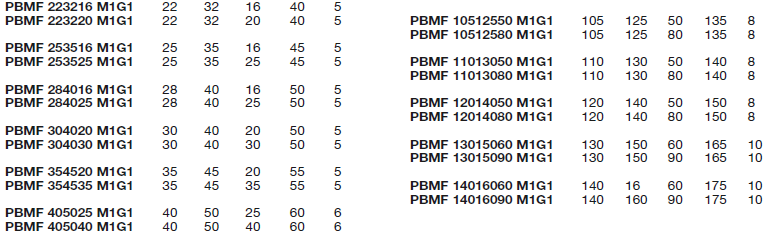 PBMF 223216 M1G1 22 32 16 40 5
PBMF 223220 M1G1 22 32 20 40 5
PBMF 253516 M1G1 25 35 16 45 5
PBMF 253525 M1G1 25 35 25 45 5
PBMF 284016 M1G1 28 40 16 50 5
PBMF 284025 M1G1 28 40 25 50 5
PBMF 304020 M1G1 30 40 20 50 5
PBMF 304030 M1G1 30 40 30 50 5
PBMF 354520 M1G1 35 45 20 55 5
PBMF 354535 M1G1 35 45 35 55 5
PBMF 405025 M1G1 40 50 25 60 6
PBMF 405040 M1G1 40 50 40 60 6
PBMF 10512550 M1G1 105 125 50 135 8
PBMF 10512580 M1G1 105 125 80 135 8
PBMF 11013050 M1G1 110 130 50 140 8
PBMF 11013080 M1G1 110 130 80 140 8
PBMF 12014050 M1G1 120 140 50 150 8
PBMF 12014080 M1G1 120 140 80 150 8
PBMF 13015060 M1G1 130 150 60 165 10
PBMF 13015090 M1G1 130 150 90 165 10
PBMF 14016060 M1G1 140 16 60 175 10
PBMF 14016090 M1G1 140 160 90 175 10